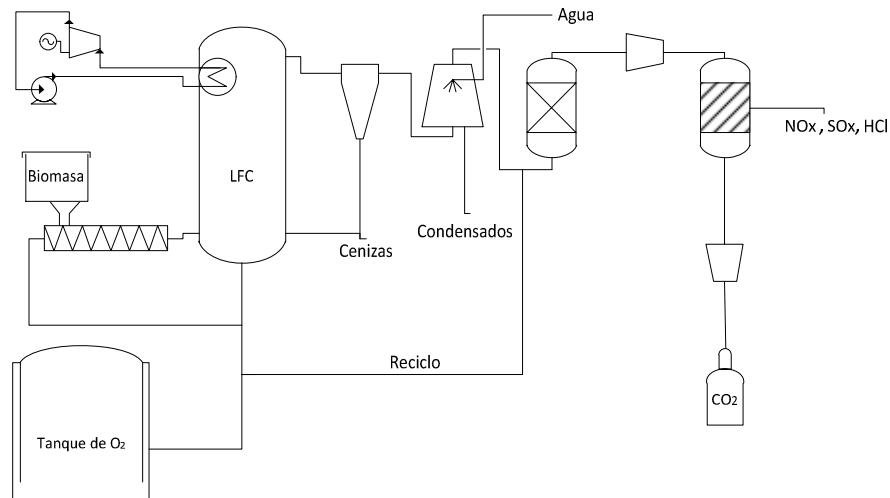 Agua
NOx , SOx, HCl
Biomasa
LFC
Cenizas
Condensados
Reciclo
CO2
Tanque de O2